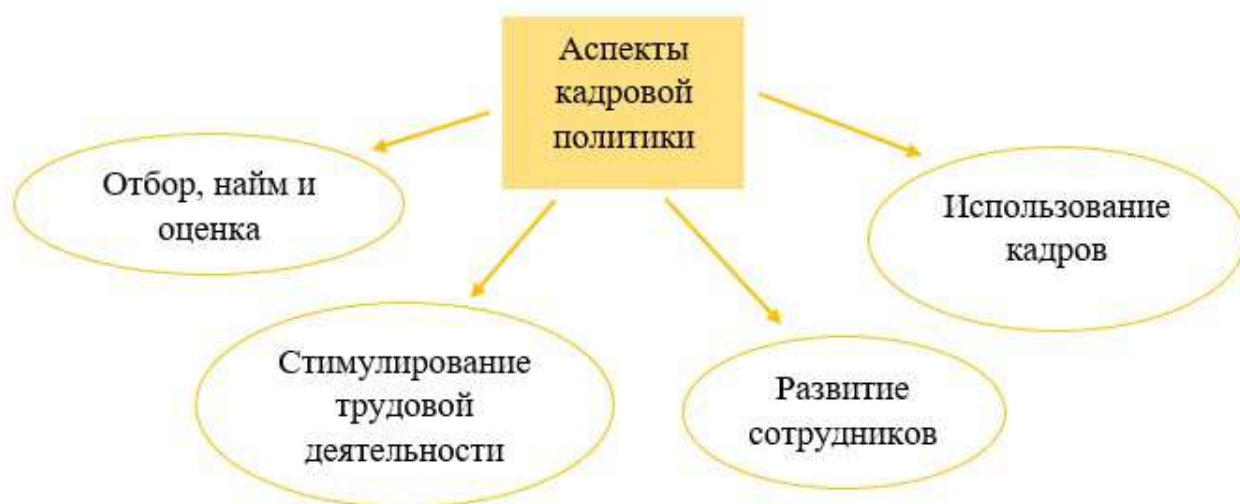 Аспекты
кадровой
политики
Отбор, найм и
оценка
Использование
кадров
Стимулирование
трудовой
деятельности
Развитие
сотрудников